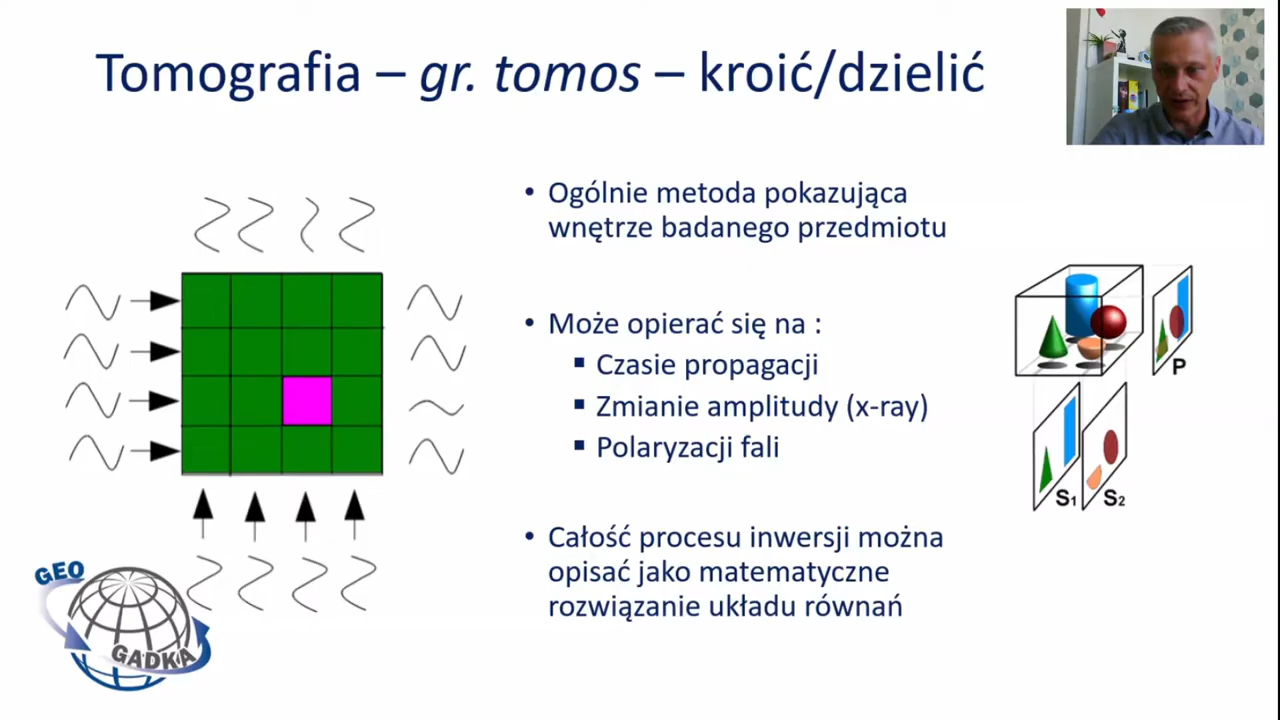 Tomografia – gr. tomos – kroić/dzielić
• Ogólnie metoda pokazująca
wnętrze badanego przedmiotu
• Może opierać się na :
▪ Czasie propagacji
▪ Zmianie amplitudy (x-ray)
▪ Polaryzacji fali
• Całość procesu inwersji można
opisać jako matematyczne
rozwiązanie układu równań
P
S1 S2
GEO
GADKA